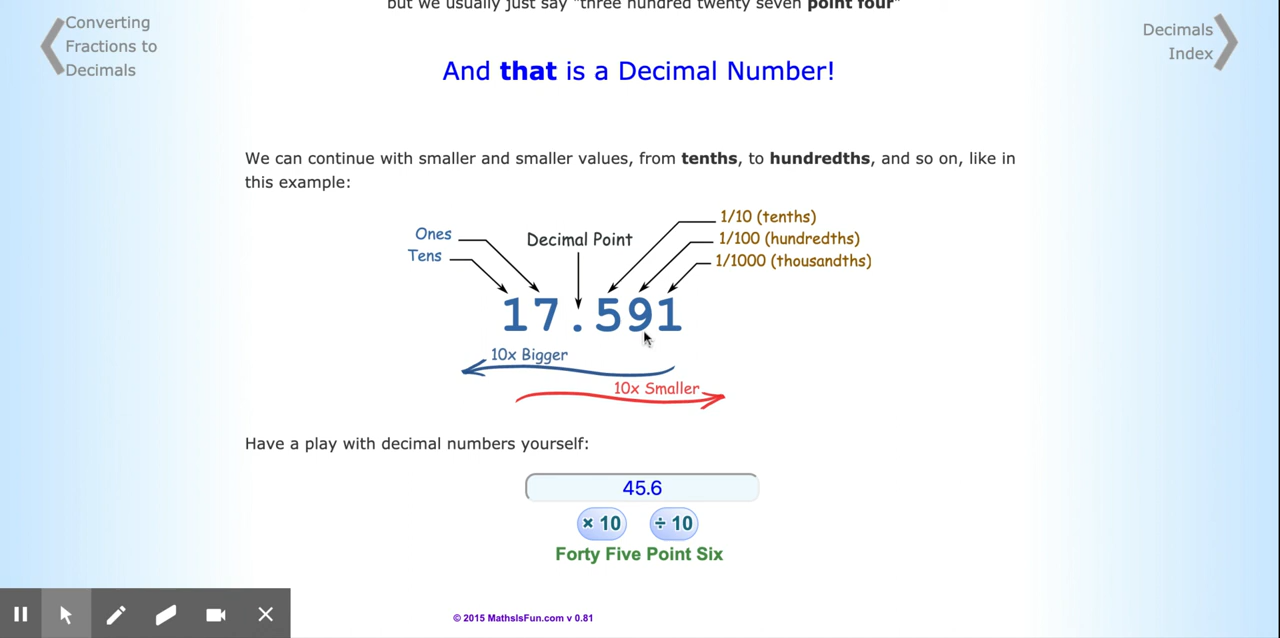 but we usually just say "three hundred twenty seven point four"
Converting
Fractions to
Decimals
Decimals
Index
And that is a Decimal Number!
We can continue with smaller and smaller values, from tenths, to hundredths, and so on, like in
this example:
1/10 (tenths)
Ones
Decimal Point
1/100 (hundredths)
Tens
1/1000 (thousandths)
17.591
10x Bigger
10x Smaller
Have a play with decimal numbers yourself:
45.6
× 10 ÷ 10
Forty Five Point Six
© 2015 MathsIsFun.com v 0.81